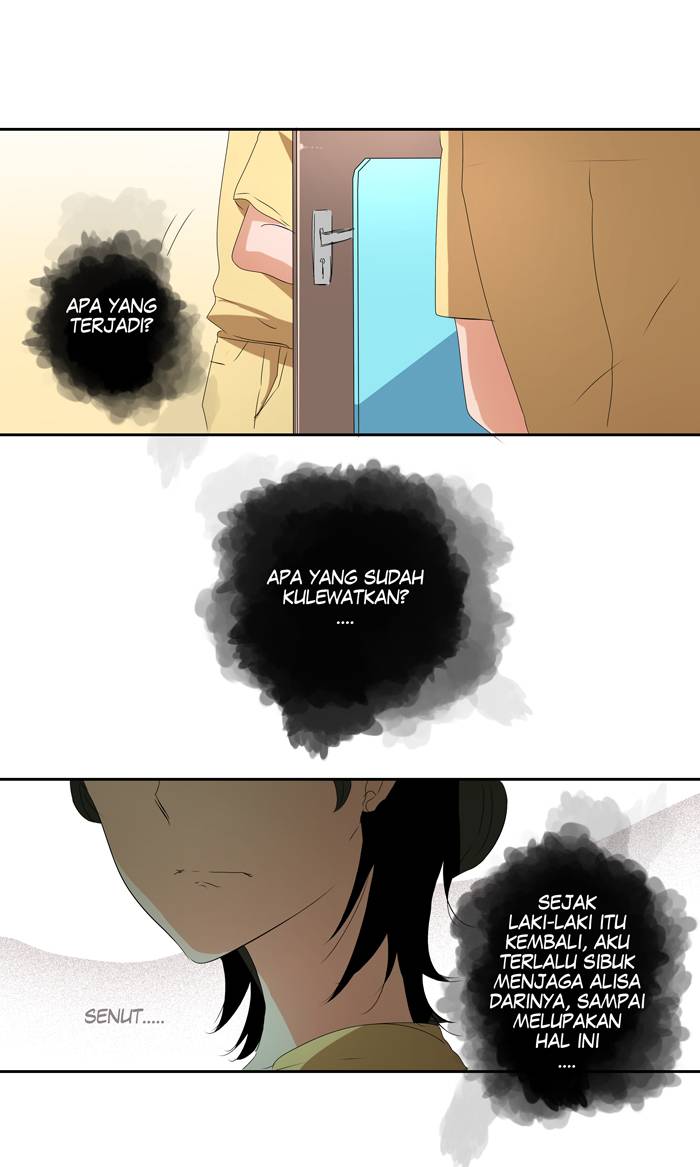 APA YANG
TERJADI?
APA YANG SUDAH
KULEWATKAN?
....
SEJAK
LAKI-LAKI ITU
KEMBALI, AKU
TERLALU SIBUK
MENJAGA ALISA
DARINYA, SAMPAI
MELUPAKAN
HAL INI
....
SENUT.....